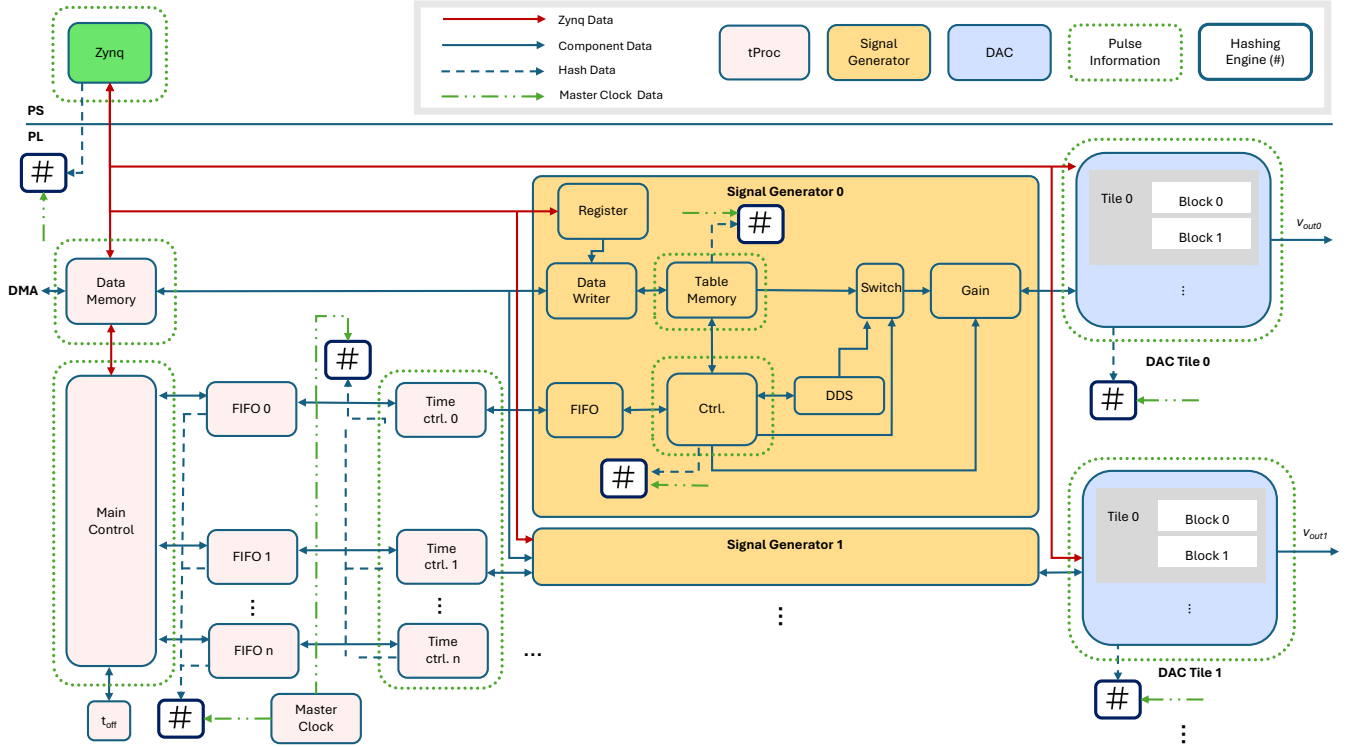 Zynq
Zynq Data
Component Data
Hash Data
Master Clock Data
tProc
Signal
Generator
DAC
Pulse
Information
Hashing
Engine (#)
PS
PL
#
Signal Generator 0
Register
#
Tile 0
Block 0
Block 1
⋮
v_out0
DMA
Data
Memory
Data
Writer
Table
Memory
Switch
Gain
#
DAC Tile 0
#
Main
Control
FIFO 0
Time
ctrl. 0
FIFO
Ctrl.
DDS
#
Tile 0
Block 0
Block 1
⋮
v_out1
FIFO 1
Time
ctrl. 1
Signal Generator 1
⋮
⋮
⋮
FIFO n
Time
ctrl. n
...
DAC Tile 1
t_off
#
Master
Clock
#
⋮